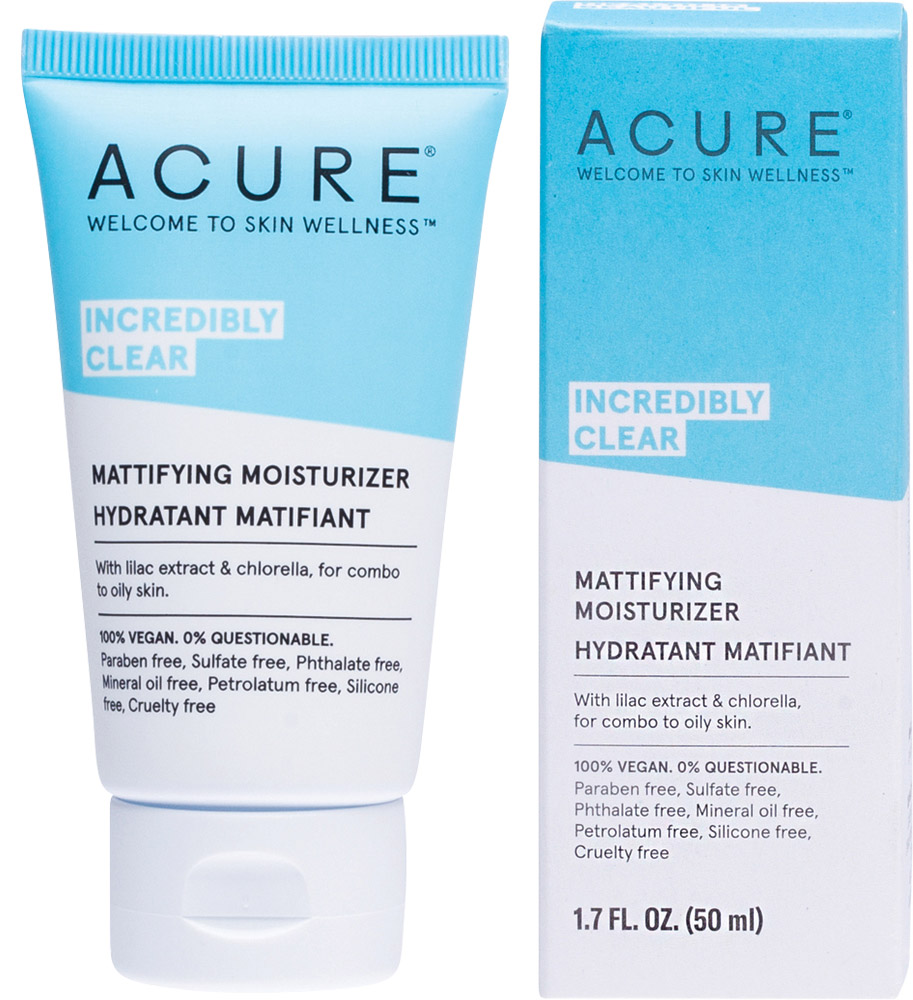 ACURE®
WELCOME TO SKIN WELLNESS™
INCREDIBLY
CLEAR
MATTIFYING MOISTURIZER
HYDRATANT MATIFIANT
With lilac extract & chlorella, for combo
to oily skin.
100% VEGAN. 0% QUESTIONABLE.
Paraben free, Sulfate free, Phthalate free,
Mineral oil free, Petrolatum free, Silicone
free, Cruelty free
ACURE®
WELCOME TO SKIN WELLNESS™
INCREDIBLY
CLEAR
MATTIFYING
MOISTURIZER
HYDRATANT MATIFIANT
With lilac extract & chlorella,
for combo to oily skin.
100% VEGAN. 0% QUESTIONABLE.
Paraben free, Sulfate free,
Phthalate free, Mineral oil free,
Petrolatum free, Silicone free,
Cruelty free
1.7 FL. OZ. (50 ml)